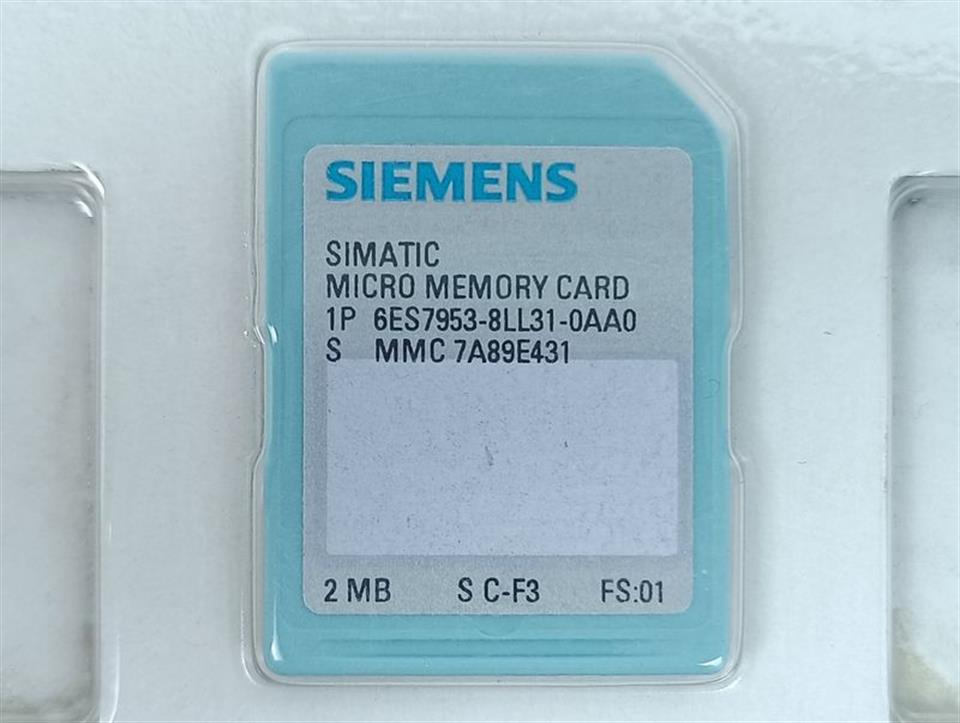 SIEMENS
SIMATIC
MICRO MEMORY CARD
1P 6ES7953-8LL31-0AA0
S MMC 7A89E431
2 MB S C-F3 FS:01